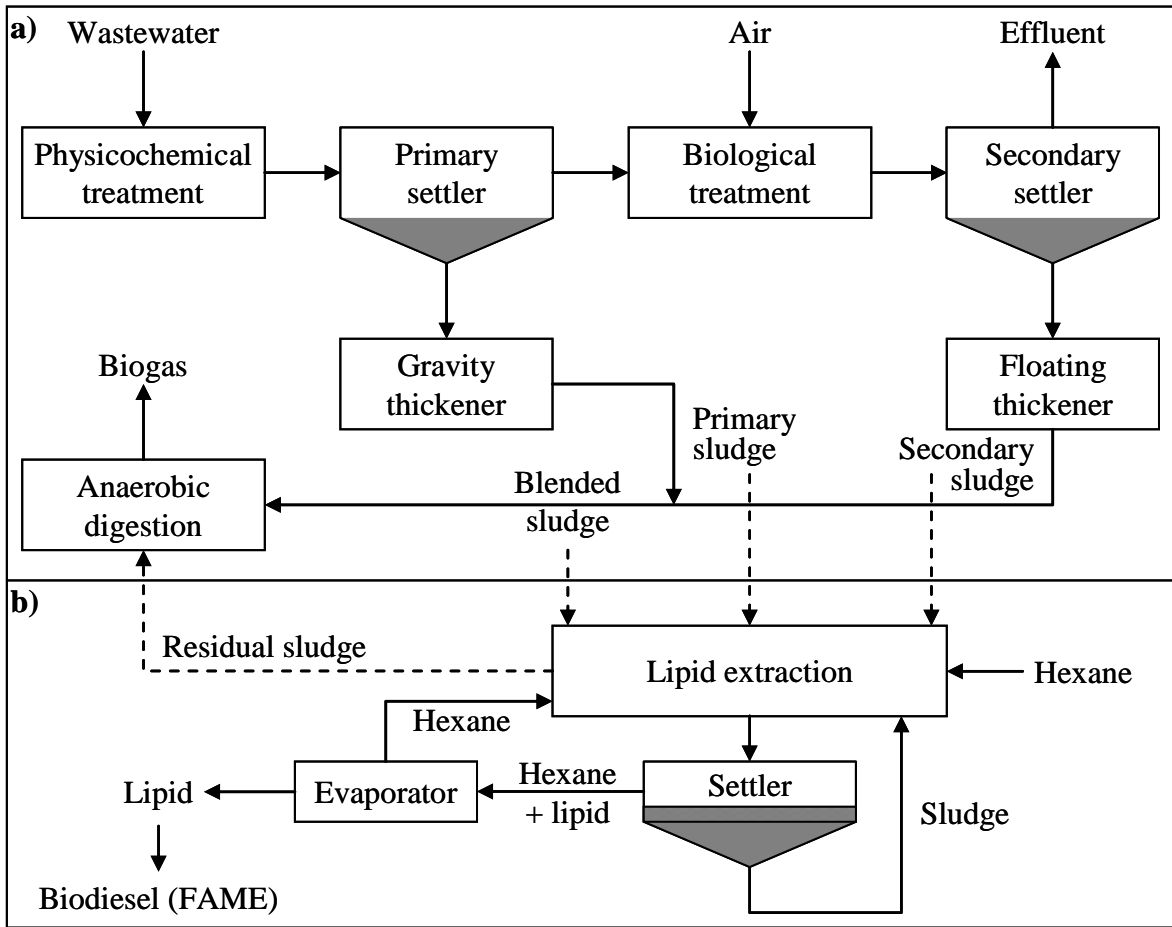 a)
Wastewater
Air
Effluent
Physicochemical
treatment
Primary
settler
Biological
treatment
Secondary
settler
Gravity
thickener
Floating
thickener
Biogas
Primary
sludge
Secondary
sludge
Anaerobic
digestion
Blended
sludge
b)
Residual sludge
Lipid extraction
Hexane
Hexane
Lipid
Evaporator
Hexane
+ lipid
Settler
Sludge
Biodiesel (FAME)